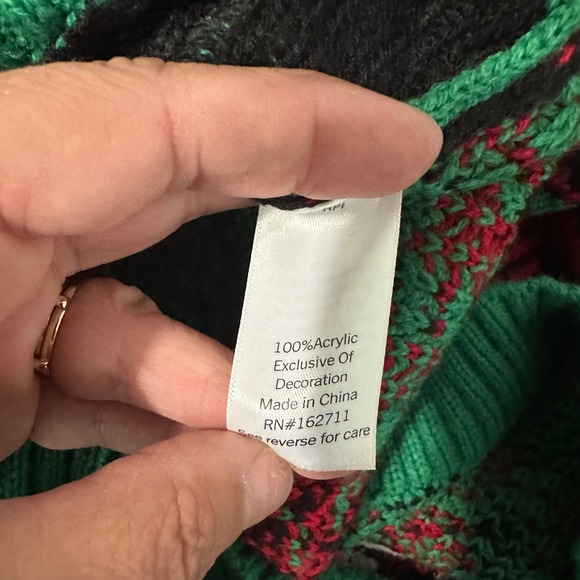 100%Acrylic
Exclusive Of
Decoration
Made in China
RN#162711
See reverse for care